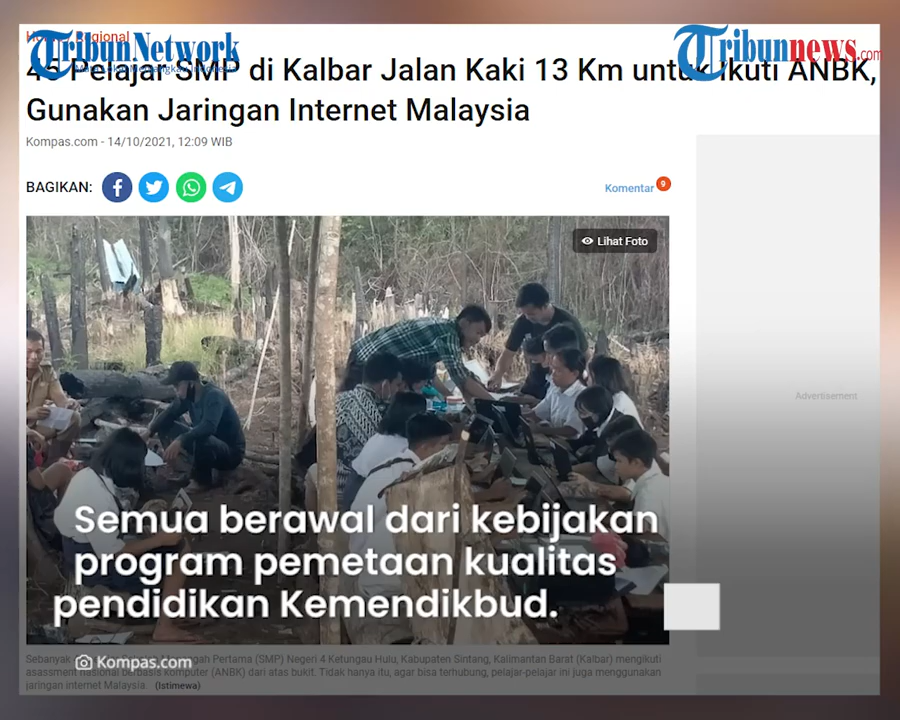 Tribun Network
Tribunnews.com
Pelajar SMP di Kalbar Jalan Kaki 13 Km untuk Ikuti ANBK,
Gunakan Jaringan Internet Malaysia
Kompas.com - 14/10/2021, 12:09 WIB
BAGIKAN:
Komentar 9
Lihat Foto
Advertisement
Semua berawal dari kebijakan
program pemetaan kualitas
pendidikan Kemendikbud.
Kompas.com
Sebanyak Pertama (SMP) Negeri 4 Ketungau Hulu, Kabupaten Sintang, Kalimantan Barat (Kalbar) mengikuti
asassment nasional berbasis komputer (ANBK) dari atas bukit. Tidak hanya itu, agar bisa terhubung, pelajar-pelajar ini juga menggunakan
jaringan internet Malaysia. (Istimewa)